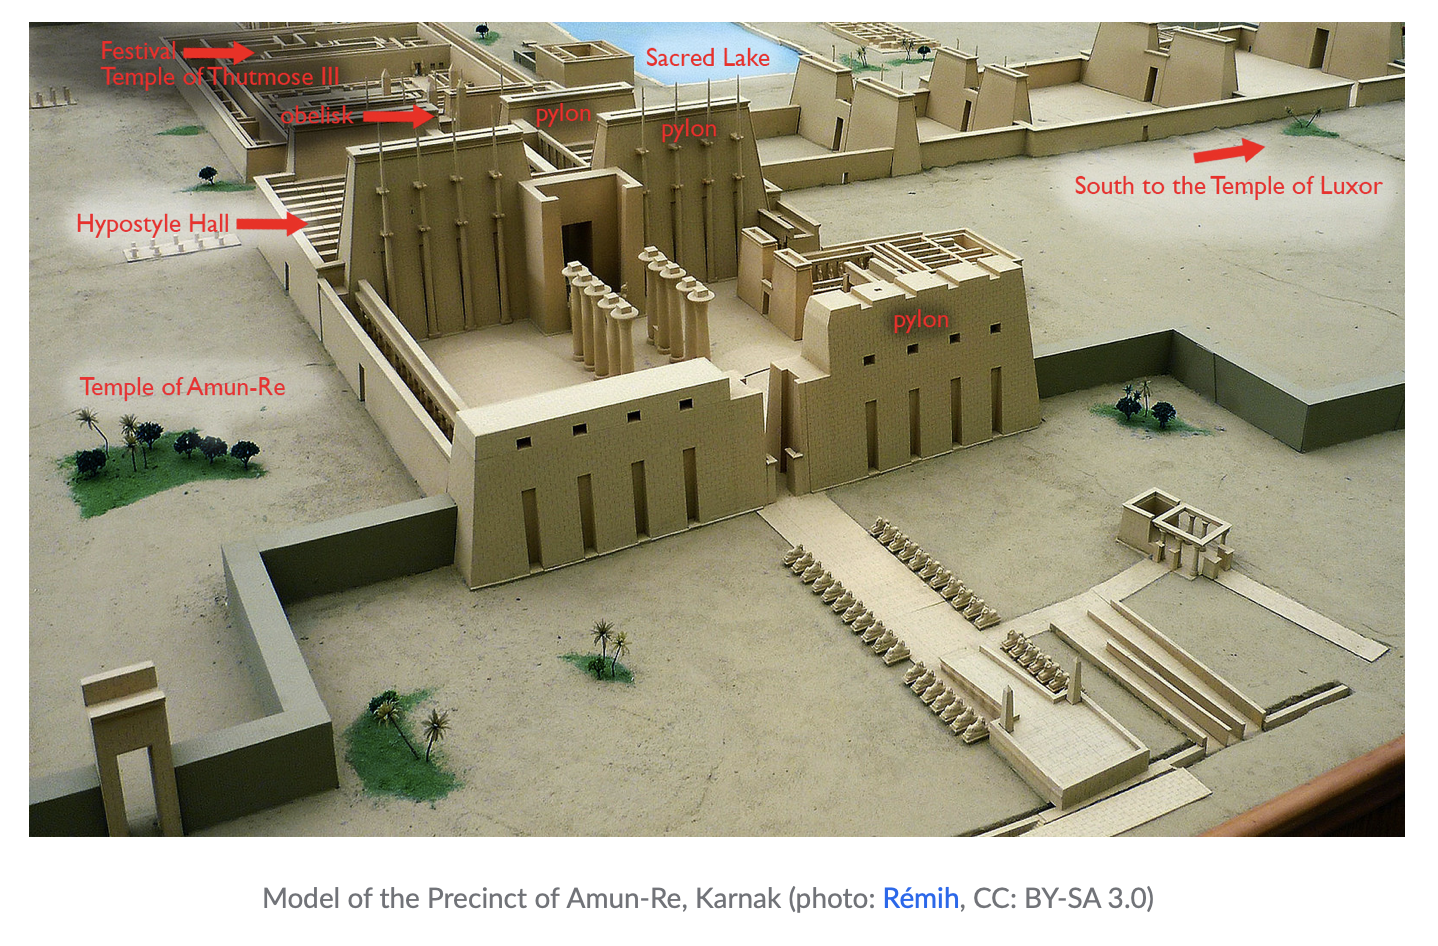 Festival
Temple of Thutmose III
Sacred Lake
obelisk
pylon
pylon
South to the Temple of Luxor
Hypostyle Hall
pylon
Temple of Amun-Re
Model of the Precinct of Amun-Re, Karnak (photo: Rémih, CC: BY-SA 3.0)